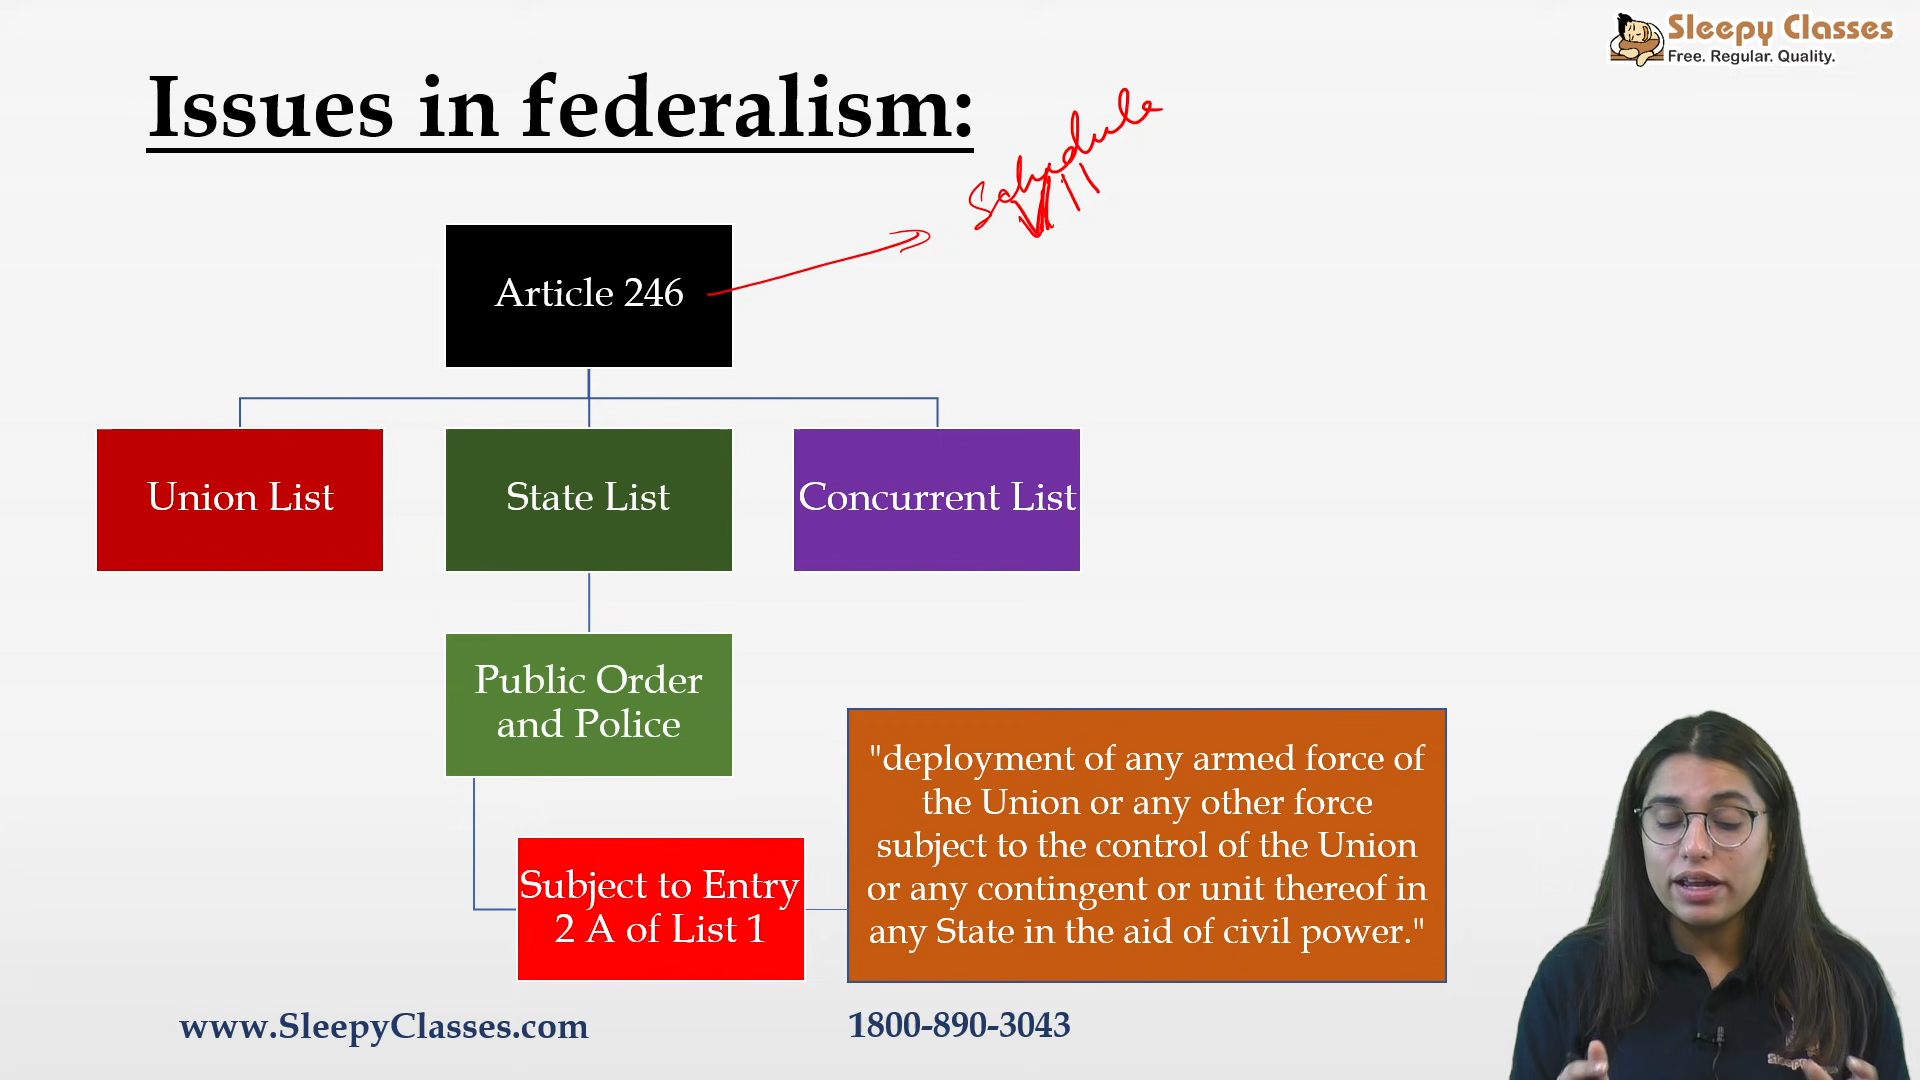 Sleepy Classes
Free. Regular. Quality.
Issues in federalism:
Schedule
VII
Article 246
Union List
State List
Concurrent List
Public Order
and Police
Subject to Entry
2 A of List 1
"deployment of any armed force of
the Union or any other force
subject to the control of the Union
or any contingent or unit thereof in
any State in the aid of civil power."
www.SleepyClasses.com
1800-890-3043